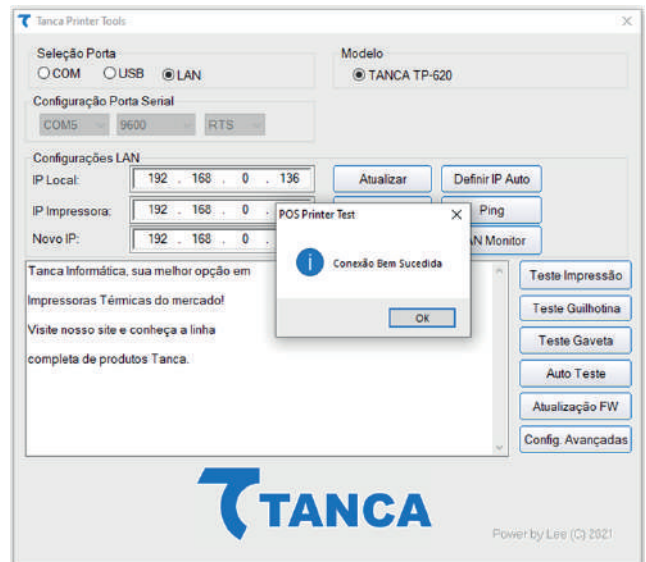 Tanca Printer Tools
Seleção Porta
COM USB LAN
Modelo
TANCA TP-620
Configuração Porta Serial
COM5 9600 RTS
Configurações LAN
IP Local: 192 . 168 . 0 . 136 Atualizar Definir IP Auto
IP Impressora: 192 . 168 . 0 . Ping
Novo IP: 192 . 168 . 0 . N Monitor
POS Printer Test
Conexão Bem Sucedida
OK
Tanca Informática, sua melhor opção em
Impressoras Térmicas do mercado!
Visite nosso site e conheça a linha
completa de produtos Tanca.
Teste Impressão
Teste Guilhotina
Teste Gaveta
Auto Teste
Atualização FW
Config. Avançadas
TANCA
Power by Lee (C) 2021